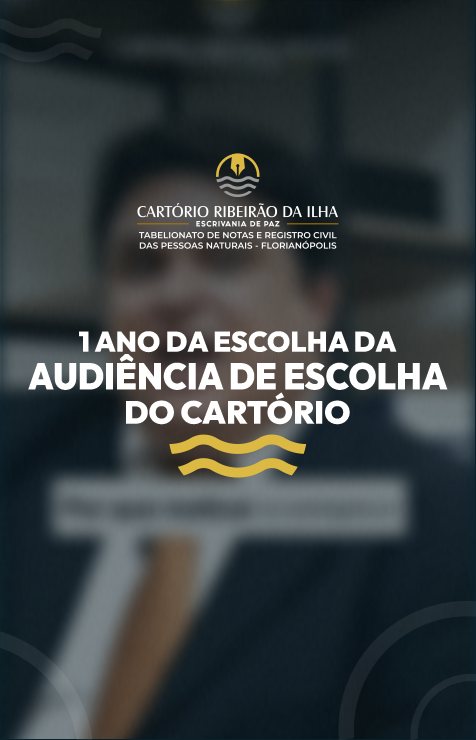 CARTÓRIO RIBEIRÃO DA ILHA
ESCRIVANIA DE PAZ
TABELIONATO DE NOTAS E REGISTRO CIVIL
DAS PESSOAS NATURAIS - FLORIANÓPOLIS
1 ANO DA ESCOLHA DA
AUDIÊNCIA DE ESCOLHA
DO CARTÓRIO